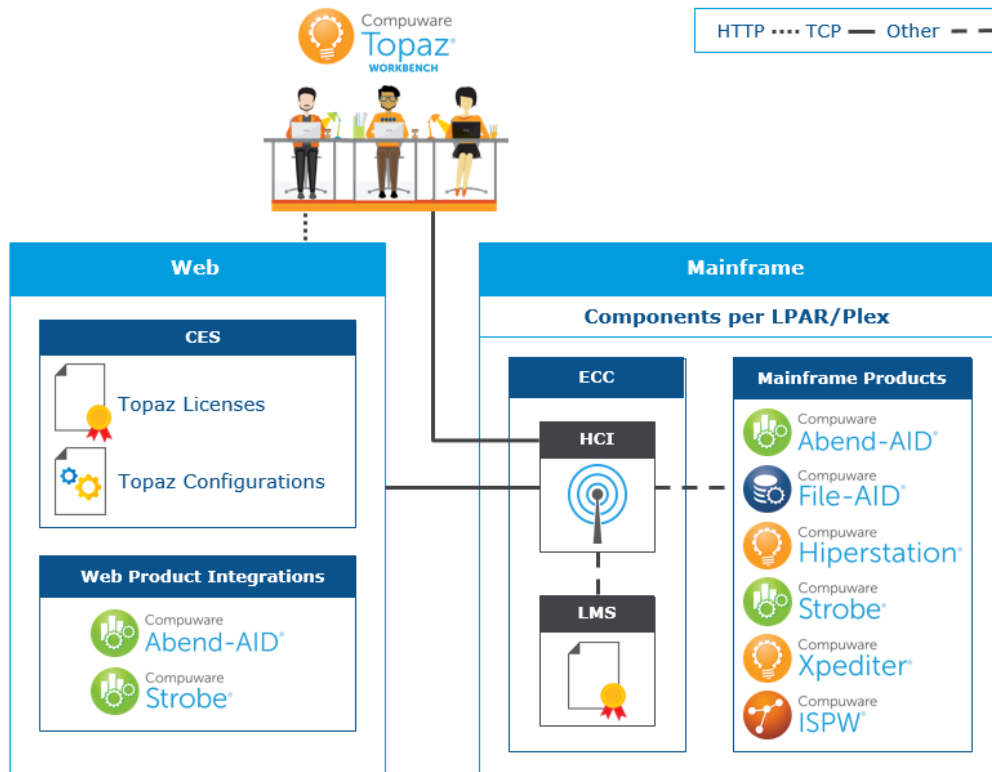 Compuware
Topaz®
WORKBENCH
HTTP TCP Other
Web
CES
Topaz Licenses
Topaz Configurations
Web Product Integrations
Compuware
Abend-AID®
Compuware
Strobe®
Mainframe
Components per LPAR/Plex
ECC
HCI
LMS
Mainframe Products
Compuware
Abend-AID®
Compuware
File-AID®
Compuware
Hiperstation®
Compuware
Strobe®
Compuware
Xpediter®
Compuware
ISPW®